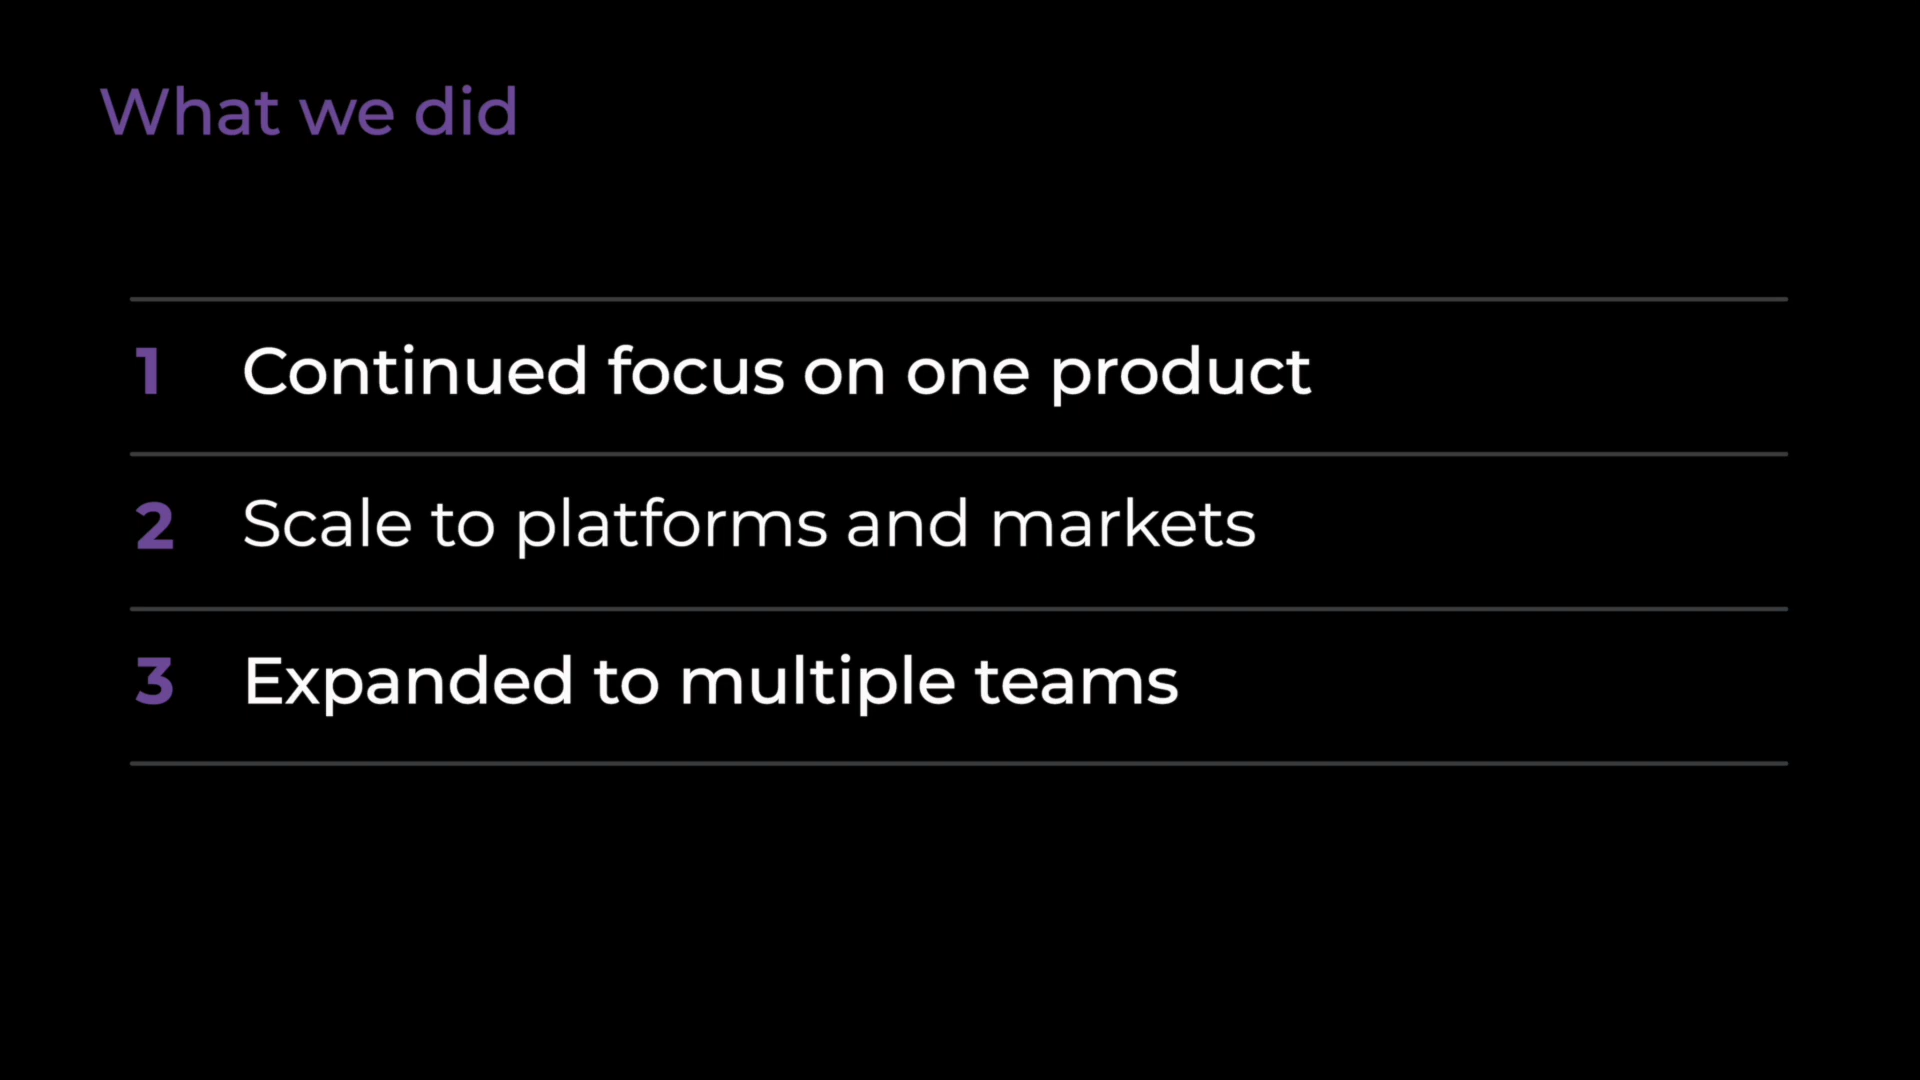 What we did
1 Continued focus on one product
2 Scale to platforms and markets
3 Expanded to multiple teams